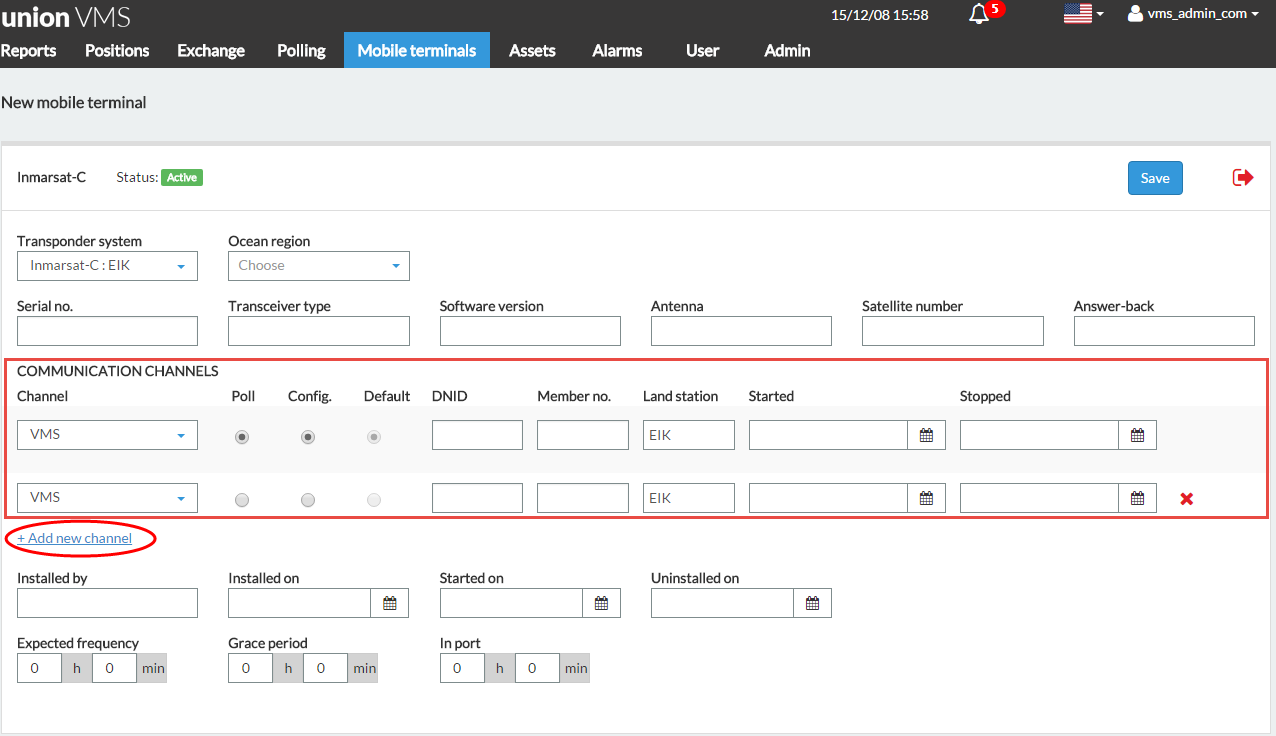 union VMS 15/12/08 15:58 5 vms_admin_com
Reports Positions Exchange Polling Mobile terminals Assets Alarms User Admin
New mobile terminal
Inmarsat-C Status: Active Save
Transponder system Ocean region
Inmarsat-C : EIK Choose
Serial no. Transceiver type Software version Antenna Satellite number Answer-back
COMMUNICATION CHANNELS
Channel Poll Config. Default DNID Member no. Land station Started Stopped
VMS EIK
VMS EIK
+ Add new channel
Installed by Installed on Started on Uninstalled on
Expected frequency Grace period In port
0 h 0 min 0 h 0 min 0 h 0 min